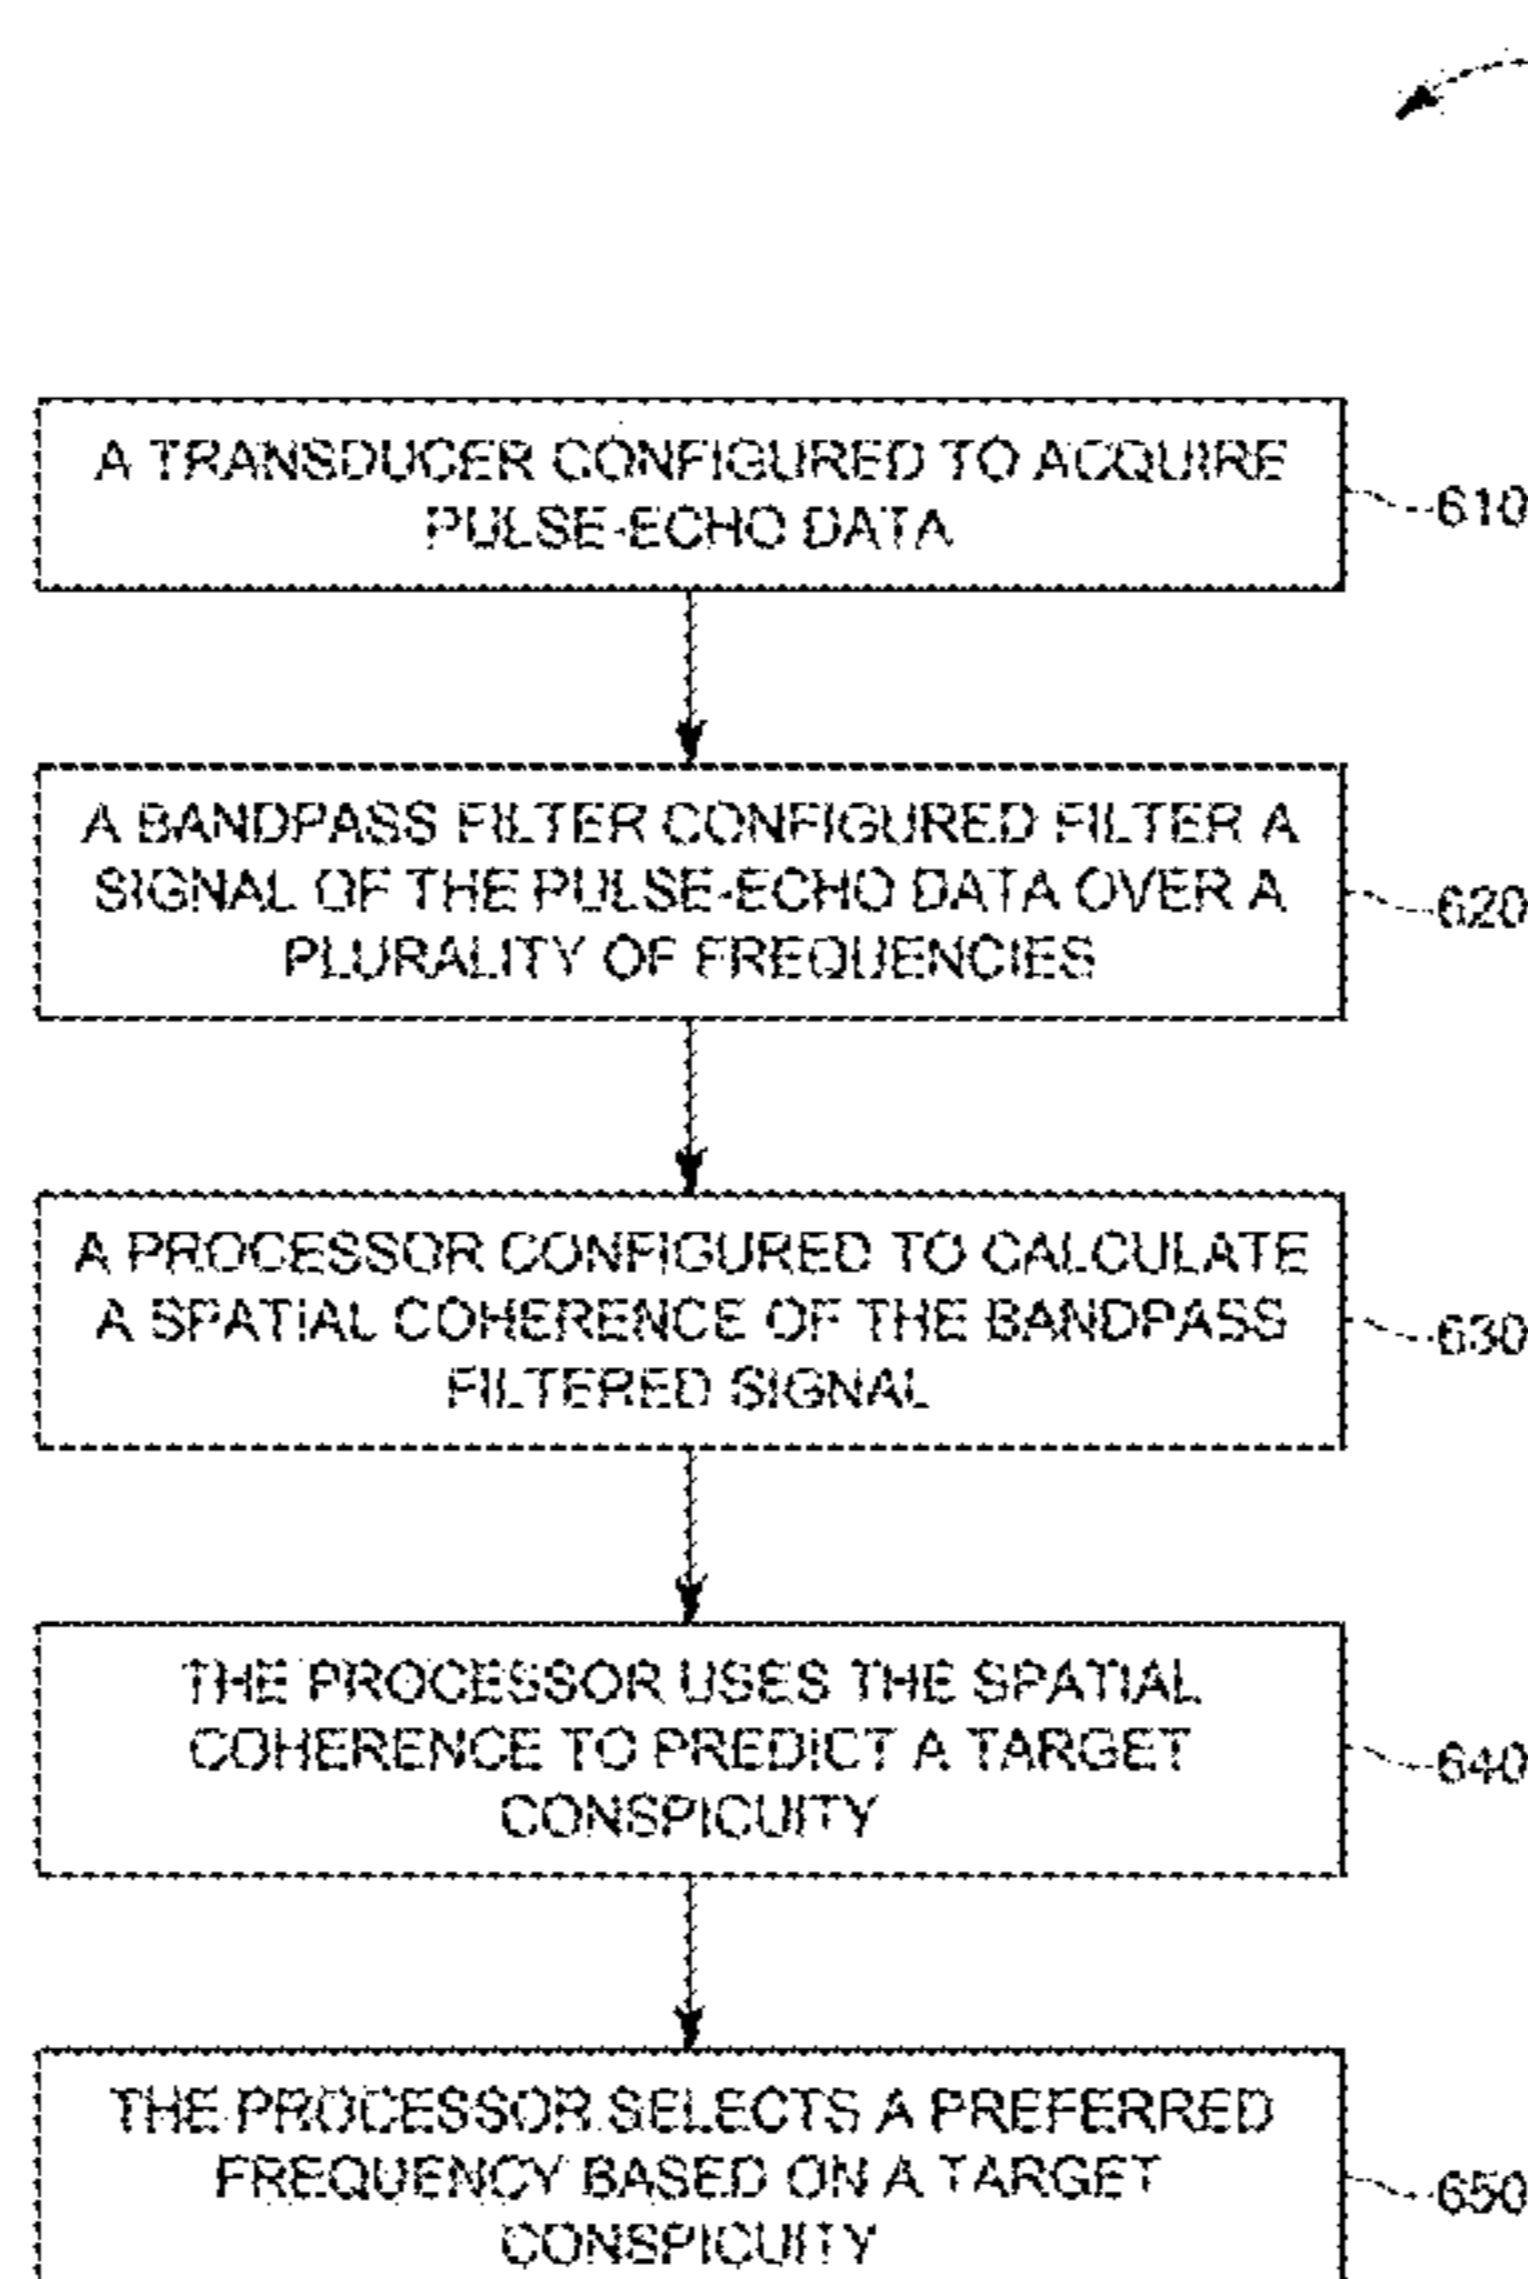 A TRANSDUCER CONFIGURED TO ACQUIRE
PULSE-ECHO DATA
610
A BANDPASS FILTER CONFIGURED FILTER A
SIGNAL OF THE PULSE-ECHO DATA OVER A
PLURALITY OF FREQUENCIES
620
A PROCESSOR CONFIGURED TO CALCULATE
A SPATIAL COHERENCE OF THE BANDPASS
FILTERED SIGNAL
630
THE PROCESSOR USES THE SPATIAL
COHERENCE TO PREDICT A TARGET
CONSPICUITY
640
THE PROCESSOR SELECTS A PREFERRED
FREQUENCY BASED ON A TARGET
CONSPICUITY
650